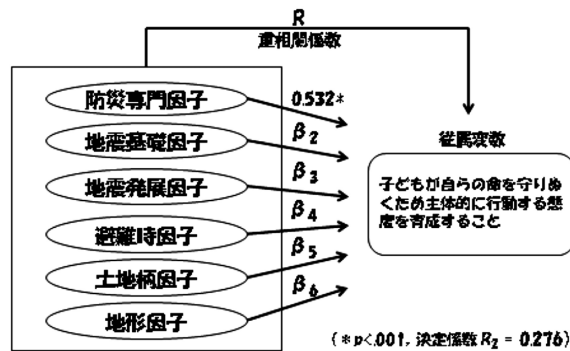 R
重相関係数
防災専門因子
0.532*
地震基礎因子
β2
地震発展因子
β3
避難時因子
β4
土地柄因子
β5
地形因子
β6
従属変数
子どもが自らの命を守りぬ
くため主体的に行動する態
度を育成すること
(*p<.001, 決定係数R2 = 0.276)